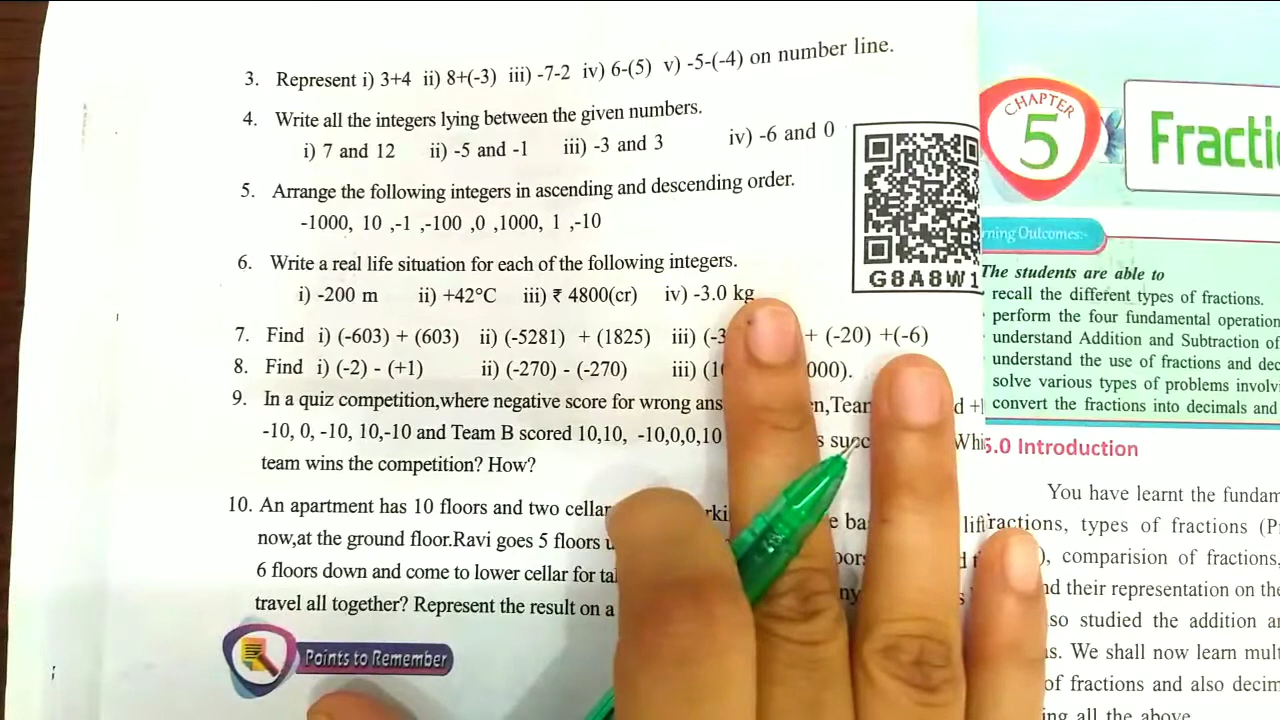 3. Represent i) 3+4 ii) 8+(-3) iii) -7-2 iv) 6-(5) v) -5-(-4) on number line.
4. Write all the integers lying between the given numbers.
i) 7 and 12 ii) -5 and -1 iii) -3 and 3 iv) -6 and 0
5. Arrange the following integers in ascending and descending order.
-1000, 10 ,-1 ,-100 ,0 ,1000, 1 ,-10
G8A8W1
6. Write a real life situation for each of the following integers.
i) -200 m ii) +42°C iii) ₹ 4800(cr) iv) -3.0 kg
7. Find i) (-603) + (603) ii) (-5281) + (1825) iii) + (-20) +(-6)
8. Find i) (-2) - (+1) ii) (-270) - (-270) iii)
9. In a quiz competition,where negative score for wrong
-10, 0, -10, 10,-10 and Team B scored 10,10, -10,0,0,10
team wins the competition? How?
10. An apartment has 10 floors and two
now,at the ground floor.Ravi goes 5 floors
6 floors down and come to lower cellar for
travel all together? Represent the result on a
Points to Remember
CHAPTER
5
The students are able to
recall the different types of fractions.
perform the four fundamental
understand Addition and Subtraction of
understand the use of fractions and
solve various types of problems
convert the fractions into decimals and
5.0 Introduction
You have learnt the
types of fractions
comparision of fractions,
their representation on
studied the addition
We shall now learn
of fractions and also
all the above.